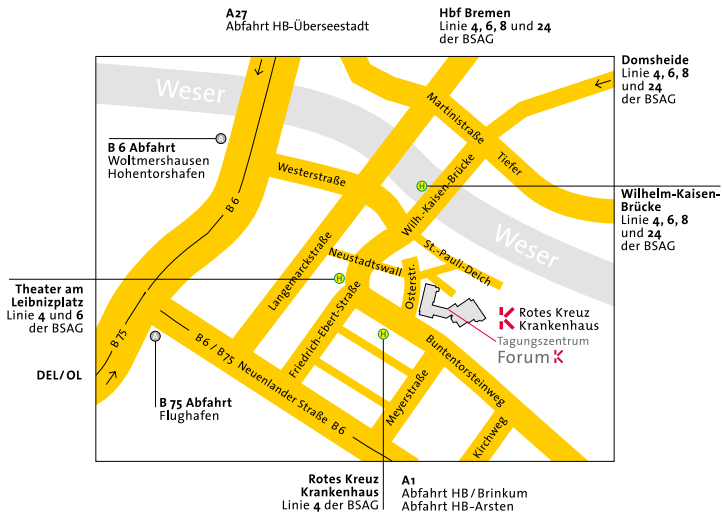 A27
Abfahrt HB-Überseestadt
Hbf Bremen
Linie 4, 6, 8 und 24
der BSAG
Domsheide
Linie 4, 6, 8
und 24
der BSAG
Weser
Martinistraße
Tiefer
A
B 6 Abfahrt
Woltmershausen
Hohentorshafen
Westerstraße
Wilh.-Kaisen-Brücke
H
Wilhelm-Kaisen-
Brücke
Linie 4, 6, 8
und 24
der BSAG
B 6
Weser
St.-Pauli-Deich
Neustadtswall
Langemarckstraße
Osterstr.
H
Theater am
Leibnizplatz
Linie 4 und 6
der BSAG
Friedrich-Ebert-Straße
Rotes Kreuz
Krankenhaus
Tagungszentrum
Forum K
B 75
A
H
B6 / B75 Neuenlander Straße B 6
Buntentorsteinweg
Meyerstraße
Kirchweg
DEL/OL
B 75 Abfahrt
Flughafen
Rotes Kreuz
Krankenhaus
Linie 4 der BSAG
A1
Abfahrt HB/Brinkum
Abfahrt HB-Arsten